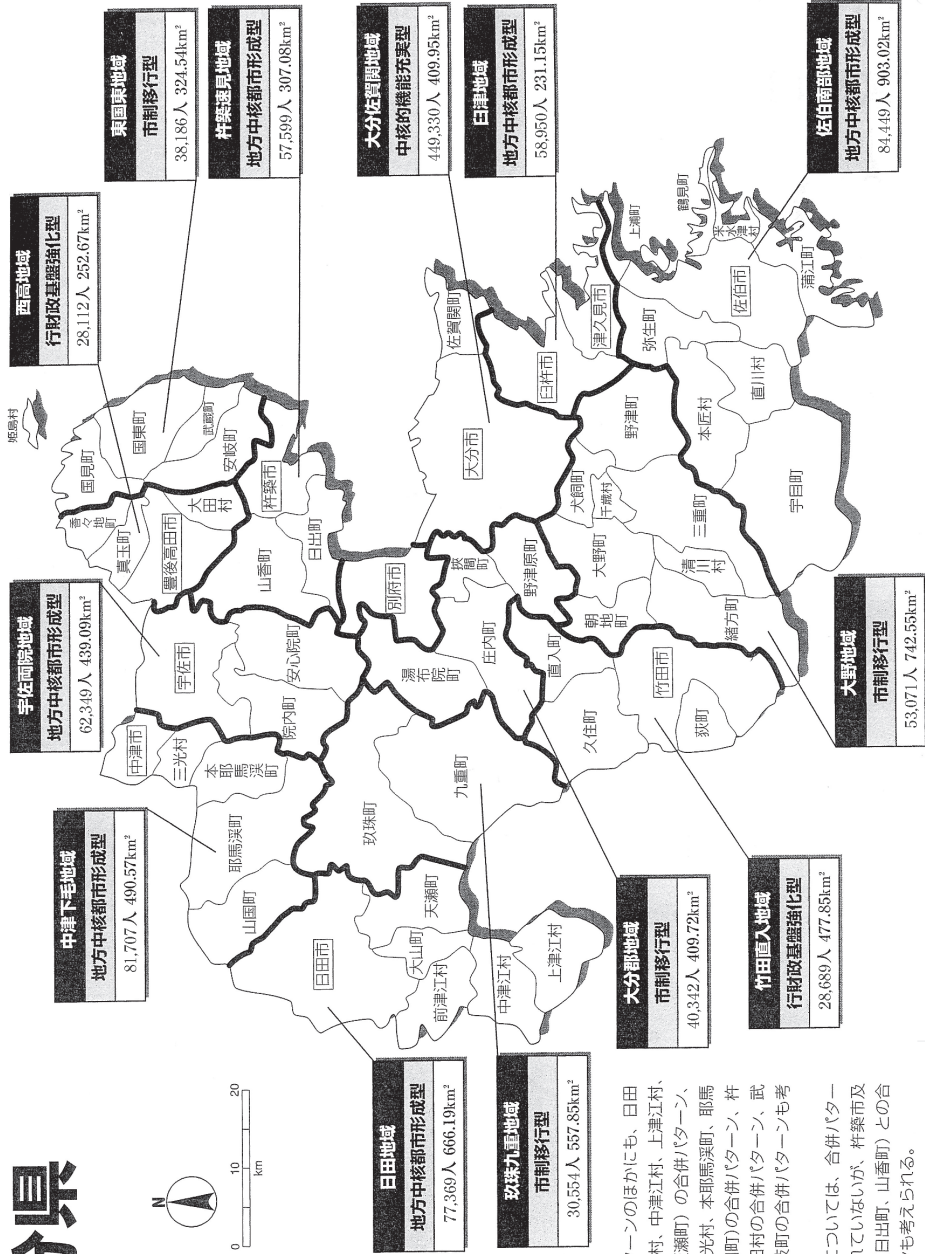 分県
N
0 10 20
km
西高地域
行財政基盤強化型
28,112人 252.67km²
東国東地域
市制移行型
38,186人 324.54km²
杵築速見地域
地方中核都市形成型
57,599人 307.08km²
大分佐賀関地域
中核的機能充実型
449,330人 409.95km²
臼津地域
地方中核都市形成型
58,950人 231.15km²
佐伯南部地域
地方中核都市形成型
84,449人 903.02km²
宇佐両院地域
地方中核都市形成型
62,349人 439.09km²
中津下毛地域
地方中核都市形成型
81,707人 490.57km²
日田地域
地方中核都市形成型
77,369人 666.19km²
玖珠九重地域
市制移行型
30,554人 557.85km²
大分郡地域
市制移行型
40,342人 409.72km²
竹田直入地域
行財政基盤強化型
28,689人 477.85km²
大野地域
市制移行型
53,071人 742.55km²
姫島村
国見町
国東町
武蔵町
安岐町
香々地町
真玉町
豊後高田市
大田村
杵築市
山香町
日出町
別府市
宇佐市
安心院町
院内町
中津市
三光村
本耶馬渓町
耶馬渓町
山国町
日田市
天瀬町
大山町
前津江村
中津江村
上津江村
玖珠町
九重町
湯布院町
庄内町
挾間町
野津原町
大分市
佐賀関町
臼杵市
津久見市
野津町
犬飼町
千歳村
大野町
三重町
清川村
朝地町
緒方町
直入町
久住町
竹田市
荻町
上浦町
弥生町
佐伯市
鶴見町
米水津村
蒲江町
本匠村
直川村
宇目町
ターンのほかにも、日田
村、中津江村、上津江村、
瀬町）の合併パターン、
光村、本耶馬渓町、耶馬
町）の合併パターン、杵
田村の合併パターン、武
岐町の合併パターンも考
については、合併パター
ていないが、杵築市及
日出町、山香町）との合
も考えられる。